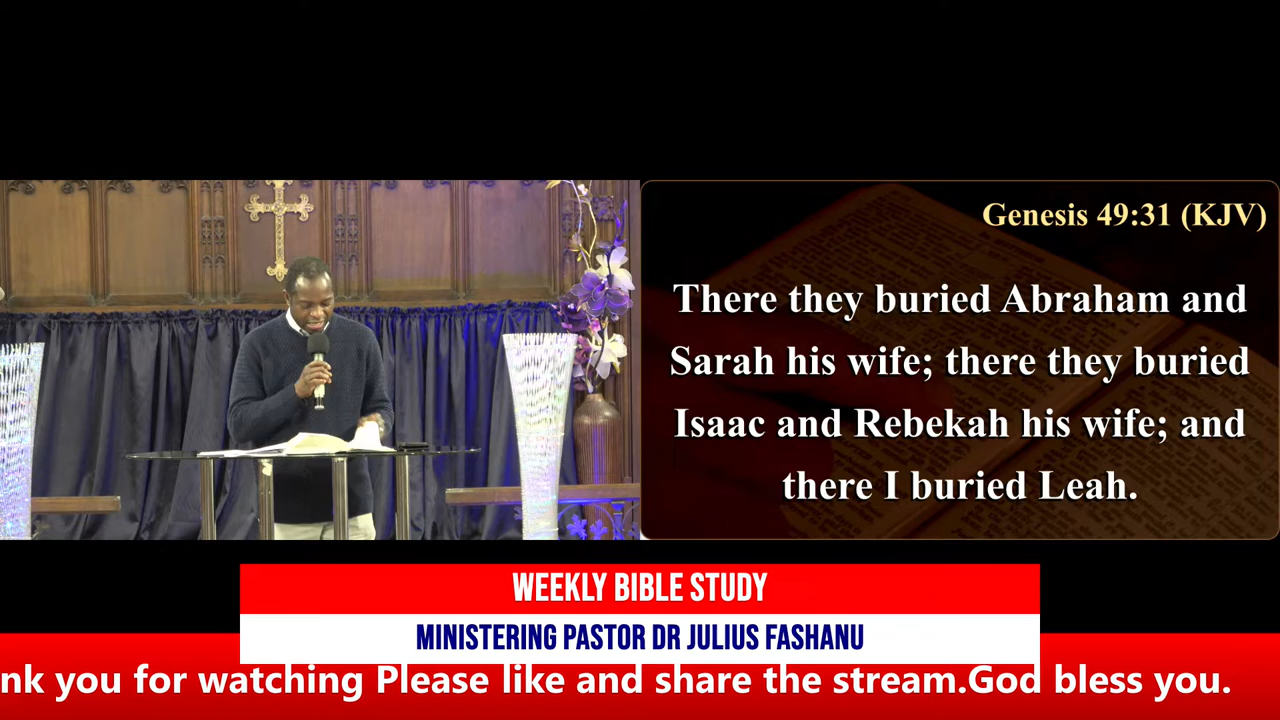 Genesis 49:31 (KJV)
There they buried Abraham and
Sarah his wife; there they buried
Isaac and Rebekah his wife; and
there I buried Leah.
WEEKLY BIBLE STUDY
MINISTERING PASTOR DR JULIUS FASHANU
nk you for watching Please like and share the stream.God bless you.